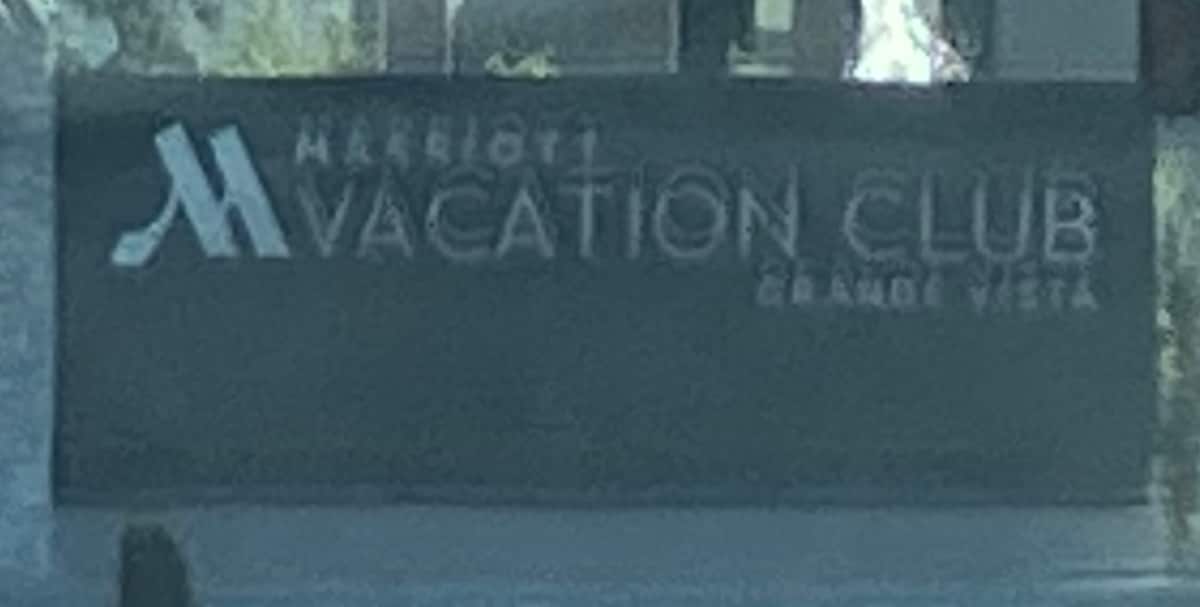 MARRIOTT
VACATION CLUB
GRANDE VISTA